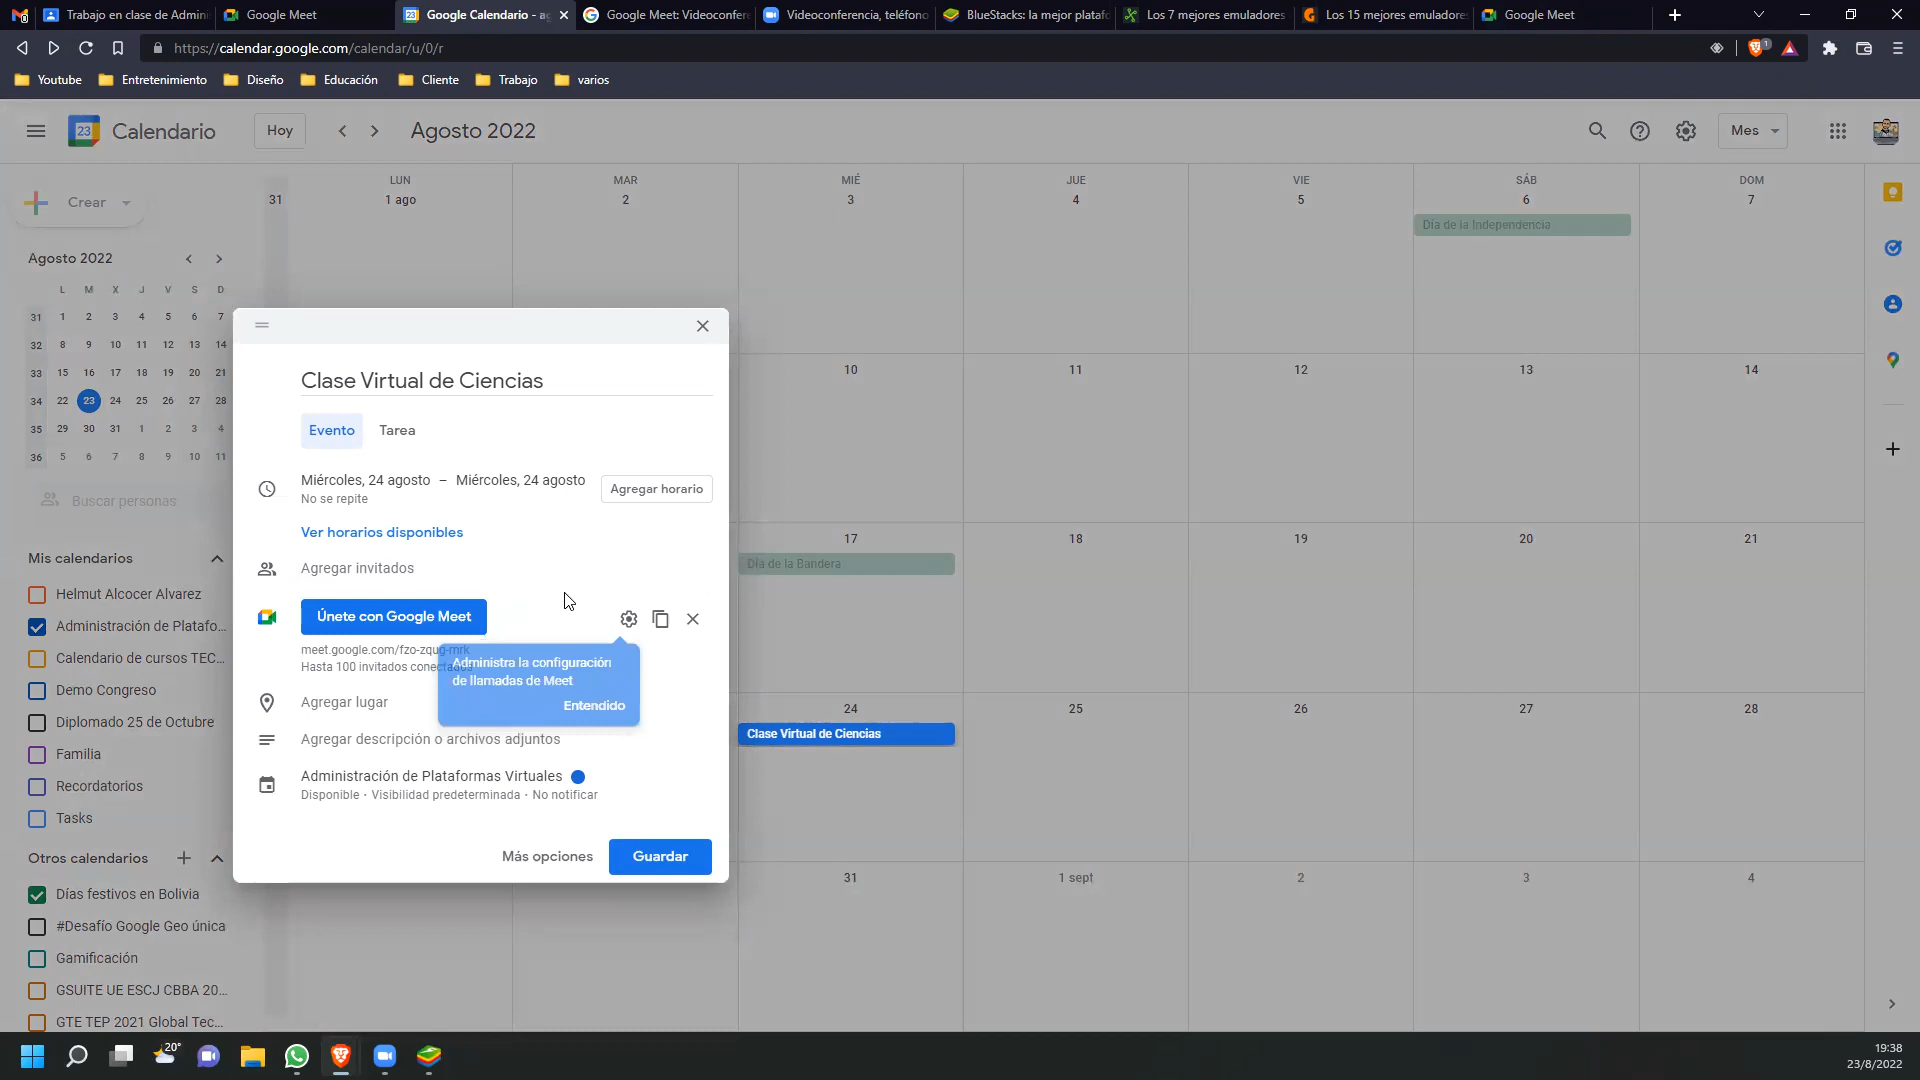 Trabajo en clase de Admini
Google Meet
Google Calendario - ag
Google Meet: Videoconfere
Videoconferencia, teléfono
BlueStacks: la mejor plataf
Los 7 mejores emuladores
Los 15 mejores emuladores
Google Meet
https://calendar.google.com/calendar/u/0/r
1
Youtube
Entretenimiento
Diseño
Educación
Cliente
Trabajo
varios
23
Calendario
Hoy
Agosto 2022
Mes
Crear
Agosto 2022
L M X J V S D
31 1 2 3 4 5 6 7
32 8 9 10 11 12 13 14
33 15 16 17 18 19 20 21
34 22 23 24 25 26 27 28
35 29 30 31 1 2 3 4
36 5 6 7 8 9 10 11
Buscar personas
Mis calendarios
Helmut Alcocer Alvarez
Administración de Platafo...
Calendario de cursos TEC...
Demo Congreso
Diplomado 25 de Octubre
Familia
Recordatorios
Tasks
Otros calendarios
Días festivos en Bolivia
#Desafío Google Geo única
Gamificación
GSUITE UE ESCJ CBBA 20...
GTE TEP 2021 Global Tec...
LUN MAR MIÉ JUE VIE SÁB DOM
31 1 ago 2 3 4 5 6 7
Día de la Independencia
10 11 12 13 14
17 18 19 20 21
Día de la Bandera
24 25 26 27 28
Clase Virtual de Ciencias
31 1 sept 2 3 4
Clase Virtual de Ciencias
Evento Tarea
Miércoles, 24 agosto – Miércoles, 24 agosto
Agregar horario
No se repite
Ver horarios disponibles
Agregar invitados
Únete con Google Meet
meet.google.com/fzo-zqug-mrk
Hasta 100 invitados conectados
Administra la configuración
de llamadas de Meet
Entendido
Agregar lugar
Agregar descripción o archivos adjuntos
Administración de Plataformas Virtuales
Disponible · Visibilidad predeterminada · No notificar
Más opciones
Guardar
20°
19:38
23/8/2022